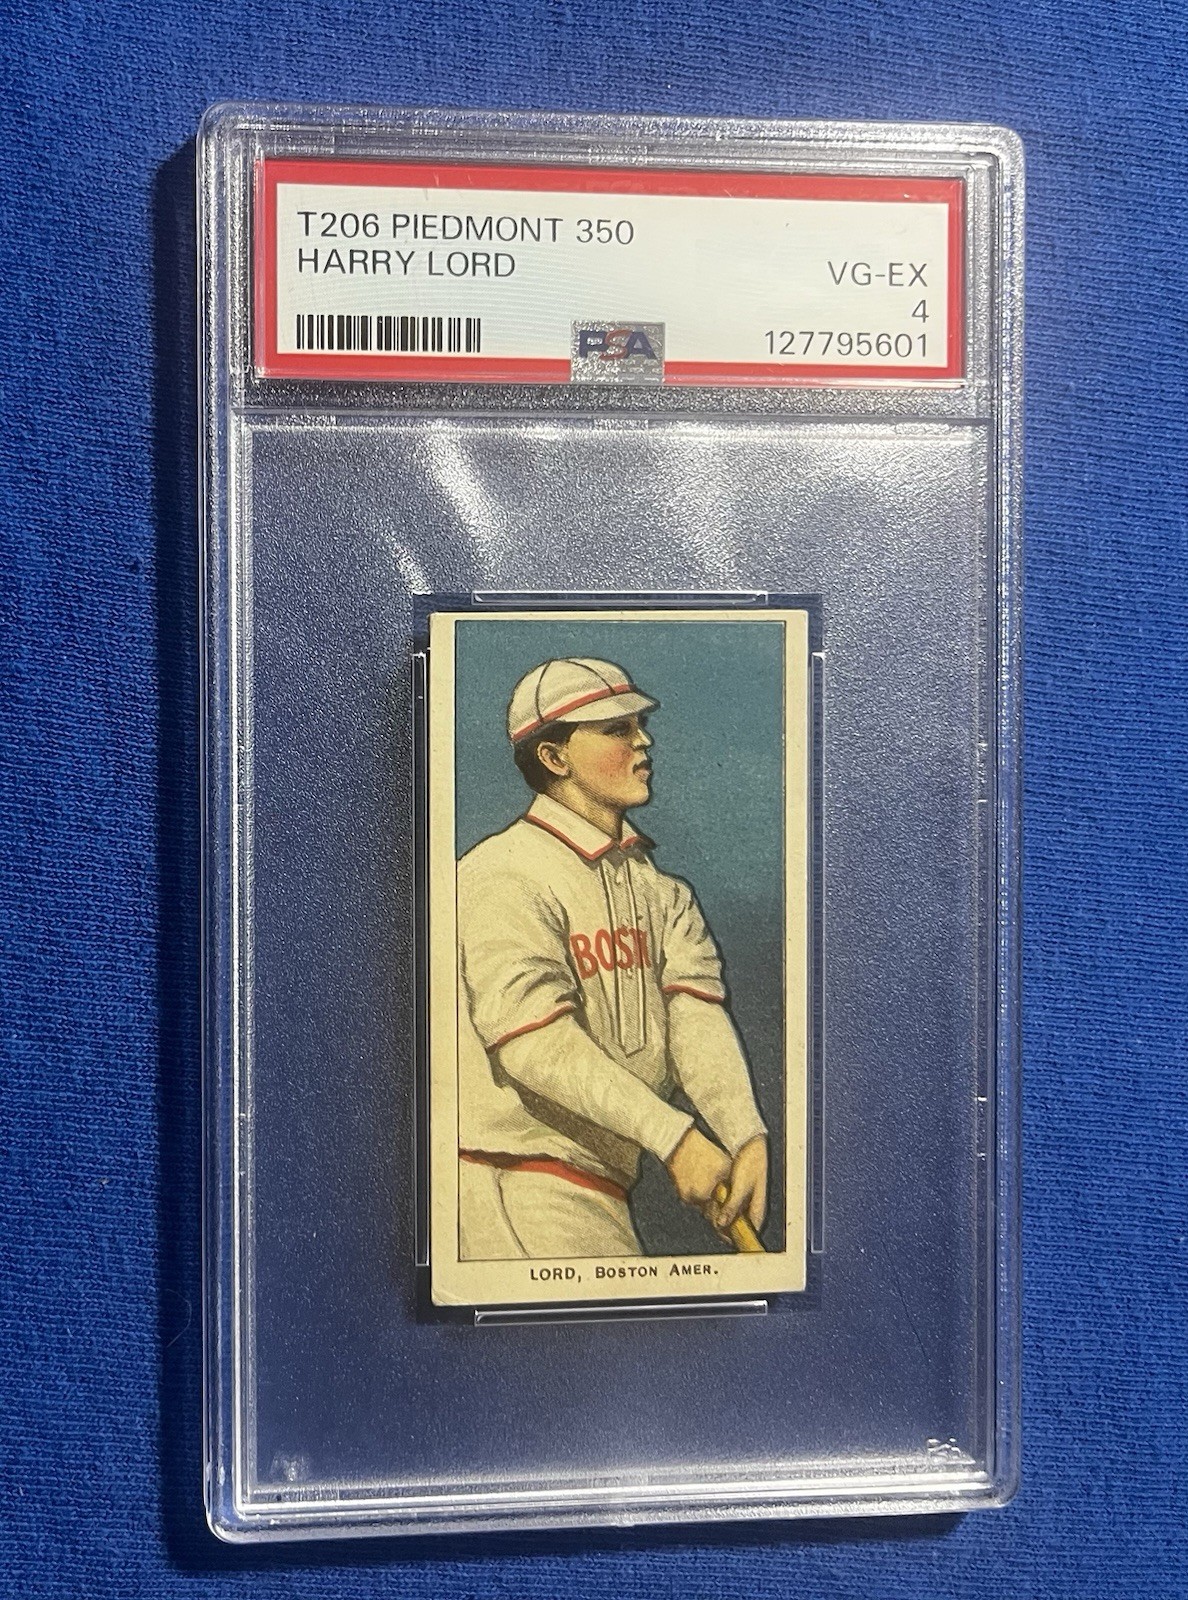 T206 PIEDMONT 350
HARRY LORD
VG-EX
4
127795601
PSA
BOST
LORD, BOSTON AMER.